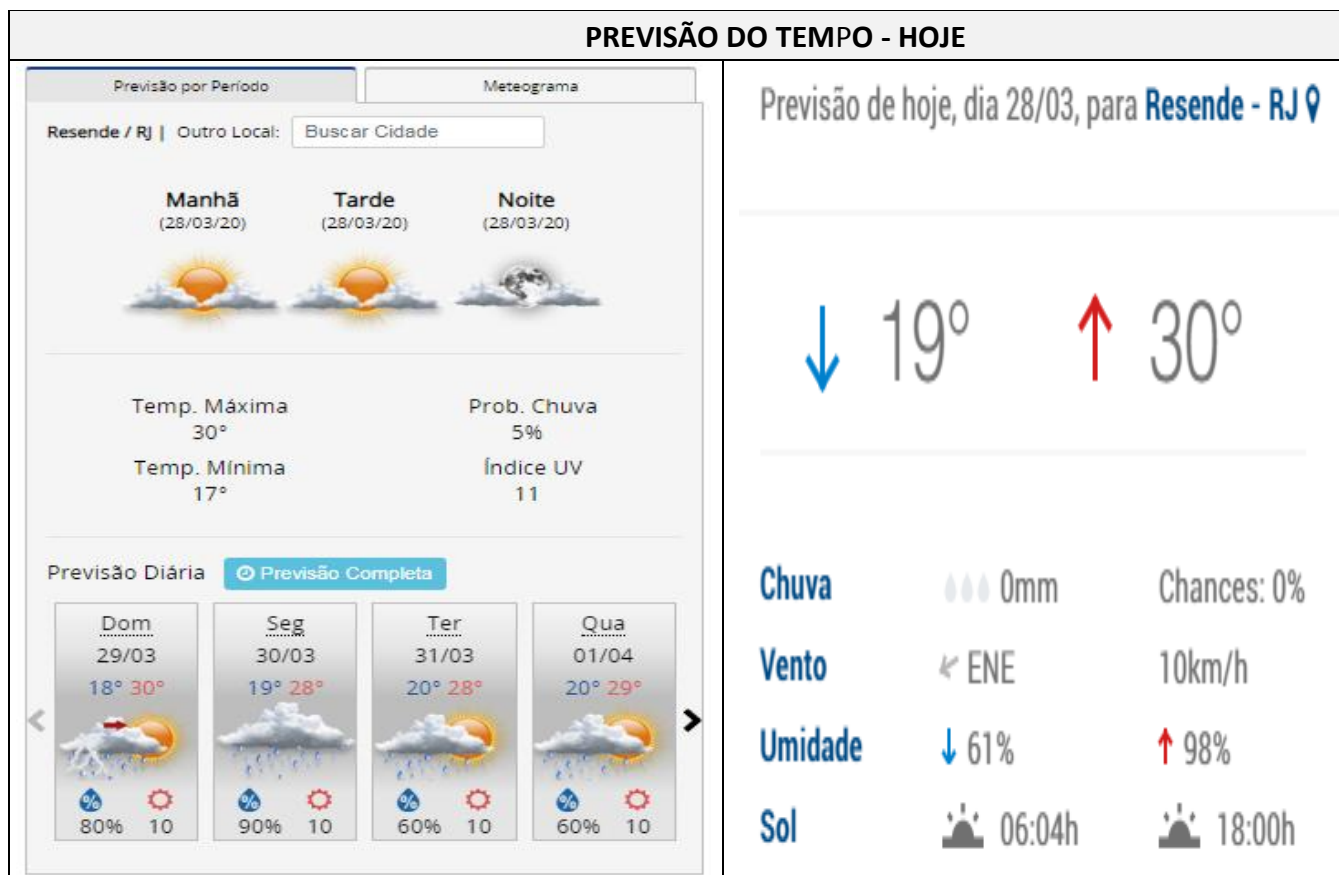 PREVISÃO DO TEMPO - HOJE
Previsão por Período
Meteograma
Resende / RJ | Outro Local: Buscar Cidade
Manhã Tarde Noite
(28/03/20) (28/03/20) (28/03/20)
Temp. Máxima Prob. Chuva
30° 5%
Temp. Mínima Índice UV
17° 11
Previsão Diária Previsão Completa
Dom Seg Ter Qua
29/03 30/03 31/03 01/04
18° 30° 19° 28° 20° 28° 20° 29°
% % % %
80% 10 90% 10 60% 10 60% 10
Previsão de hoje, dia 28/03, para Resende - RJ
↓ 19° ↑ 30°
Chuva 0mm Chances: 0%
Vento ENE 10km/h
Umidade ↓ 61% ↑ 98%
Sol 06:04h 18:00h